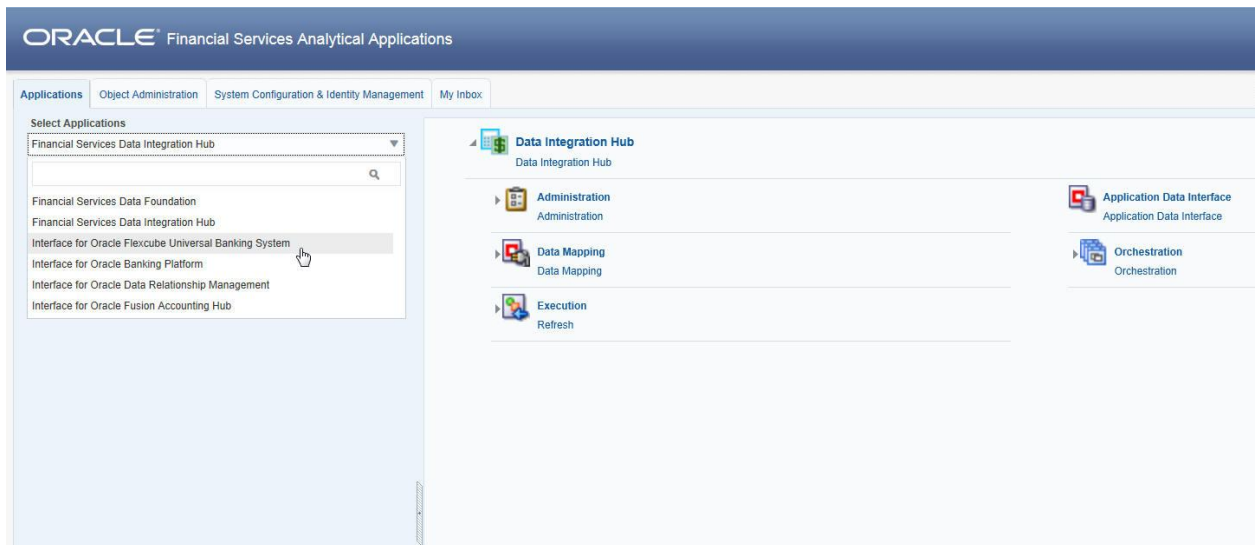 ORACLE® Financial Services Analytical Applications
Applications Object Administration System Configuration & Identity Management My Inbox
Select Applications
Financial Services Data Integration Hub
Financial Services Data Foundation
Financial Services Data Integration Hub
Interface for Oracle Flexcube Universal Banking System
Interface for Oracle Banking Platform
Interface for Oracle Data Relationship Management
Interface for Oracle Fusion Accounting Hub
Data Integration Hub
Data Integration Hub
Administration
Administration
Application Data Interface
Application Data Interface
Data Mapping
Data Mapping
Orchestration
Orchestration
Execution
Refresh